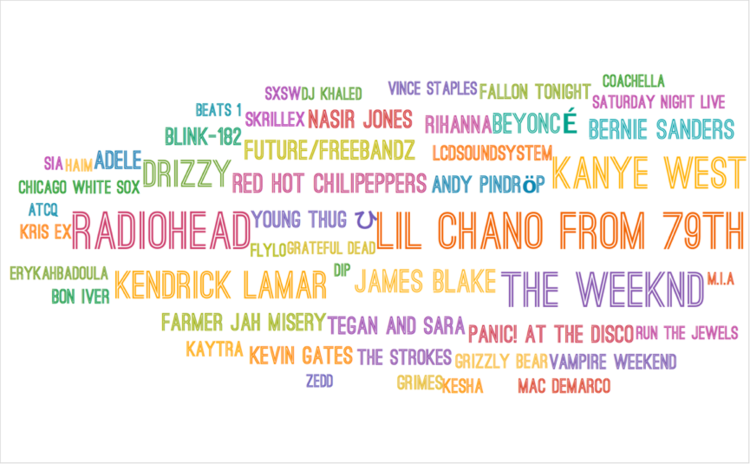 COACHELLA
SXSW DJ KHALED
VINCE STAPLES
FALLON TONIGHT
BEATS 1
SATURDAY NIGHT LIVE
SKRILLEX
NASIR JONES
RIHANNA
BEYONCÉ
BERNIE SANDERS
BLINK-182
FUTURE/FREEBANDZ
LCDSOUNDSYSTEM
SIA
HAIM
ADELE
DRIZZY
KANYE WEST
CHICAGO WHITE SOX
RED HOT CHILIPEPPERS
ANDY PINDRÖP
ATCQ
KRIS EX
RADIOHEAD
YOUNG THUG ひ
LIL CHANO FROM 79TH
FLYLO
GRATEFUL DEAD
ERYKAHBADOULA
BON IVER
KENDRICK LAMAR
DIP
JAMES BLAKE
THE WEEKND
M.I.A
FARMER JAH MISERY
TEGAN AND SARA
PANIC! AT THE DISCO
RUN THE JEWELS
KAYTRA
KEVIN GATES
THE STROKES
GRIZZLY BEAR
VAMPIRE WEEKEND
ZEDD
GRIMES
KESHA
MAC DEMARCO